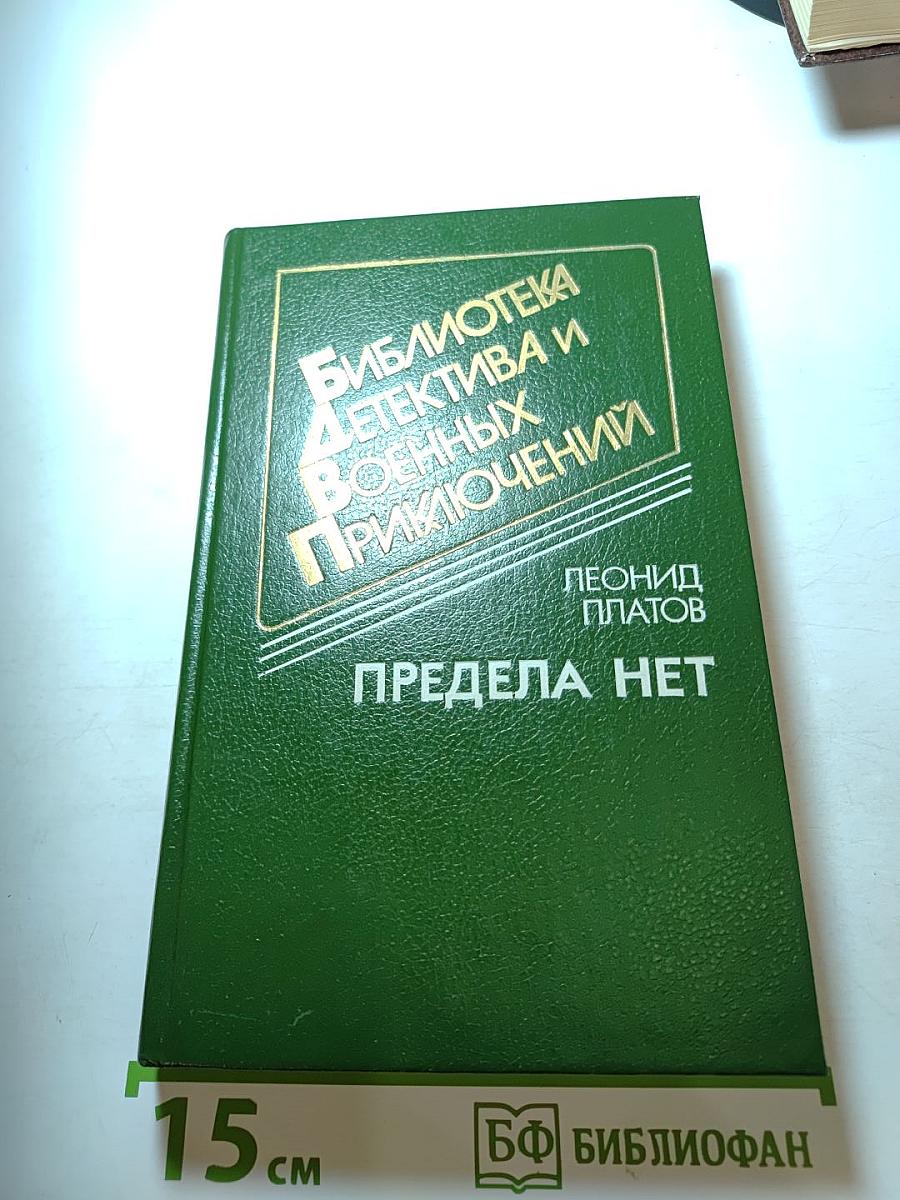 БИБЛИОТЕКА
ДЕТЕКТИВА И
ВОЕННЫХ
ПРИКЛЮЧЕНИЙ
ЛЕОНИД
ПЛАТОВ
ПРЕДЕЛА НЕТ
15 см
БФ БИБЛИОФАН